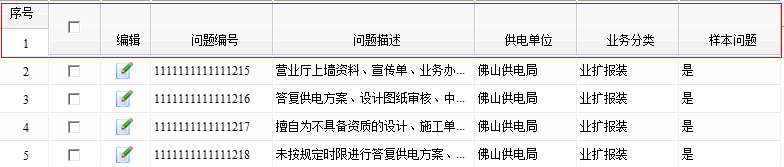 序号 编辑 问题编号 问题描述 供电单位 业务分类 样本问题
1
2 1111111111111215 营业厅上墙资料、宣传单、业务办... 佛山供电局 业扩报装 是
3 1111111111111216 答复供电方案、设计图纸审核、中... 佛山供电局 业扩报装 是
4 1111111111111217 擅自为不具备资质的设计、施工单... 佛山供电局 业扩报装 是
5 1111111111111218 未按规定时限进行答复供电方案、... 佛山供电局 业扩报装 是